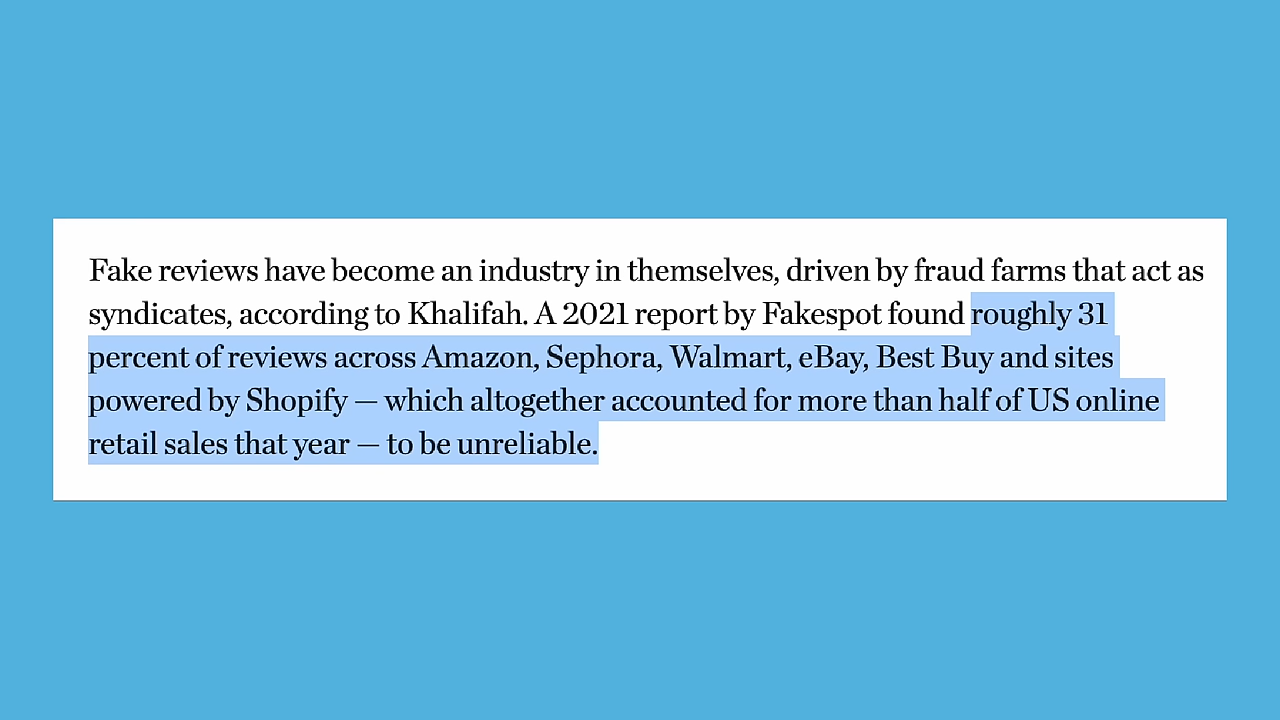 Fake reviews have become an industry in themselves, driven by fraud farms that act as
syndicates, according to Khalifah. A 2021 report by Fakespot found roughly 31
percent of reviews across Amazon, Sephora, Walmart, eBay, Best Buy and sites
powered by Shopify — which altogether accounted for more than half of US online
retail sales that year — to be unreliable.